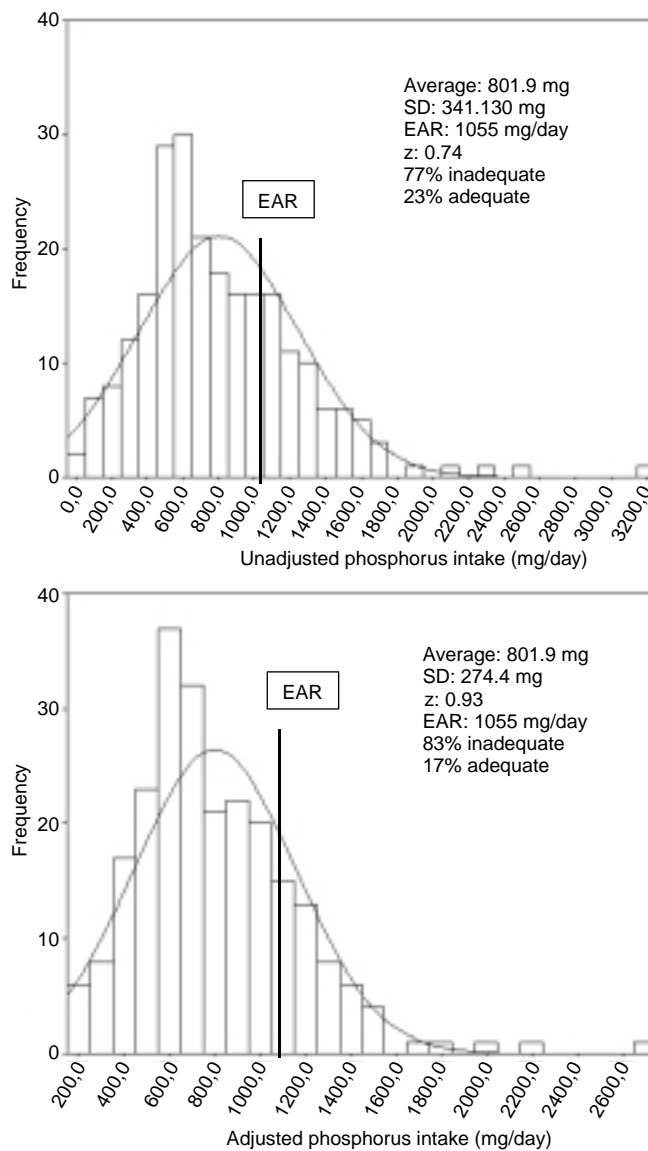 40
Average: 801.9 mg
SD: 341.130 mg
EAR: 1055 mg/day
z: 0.74
77% inadequate
23% adequate
30
EAR
Frequency
20
10
0
0,0 200,0 400,0 600,0 800,0 1000,0 1200,0 1400,0 1600,0 1800,0 2000,0 2200,0 2400,0 2600,0 2800,0 3000,0 3200,0
Unadjusted phosphorus intake (mg/day)
40
Average: 801.9 mg
SD: 274.4 mg
z: 0.93
EAR: 1055 mg/day
83% inadequate
17% adequate
EAR
30
Frequency
20
10
0
200,0 400,0 600,0 800,0 1000,0 1200,0 1400,0 1600,0 1800,0 2000,0 2200,0 2400,0 2600,0
Adjusted phosphorus intake (mg/day)